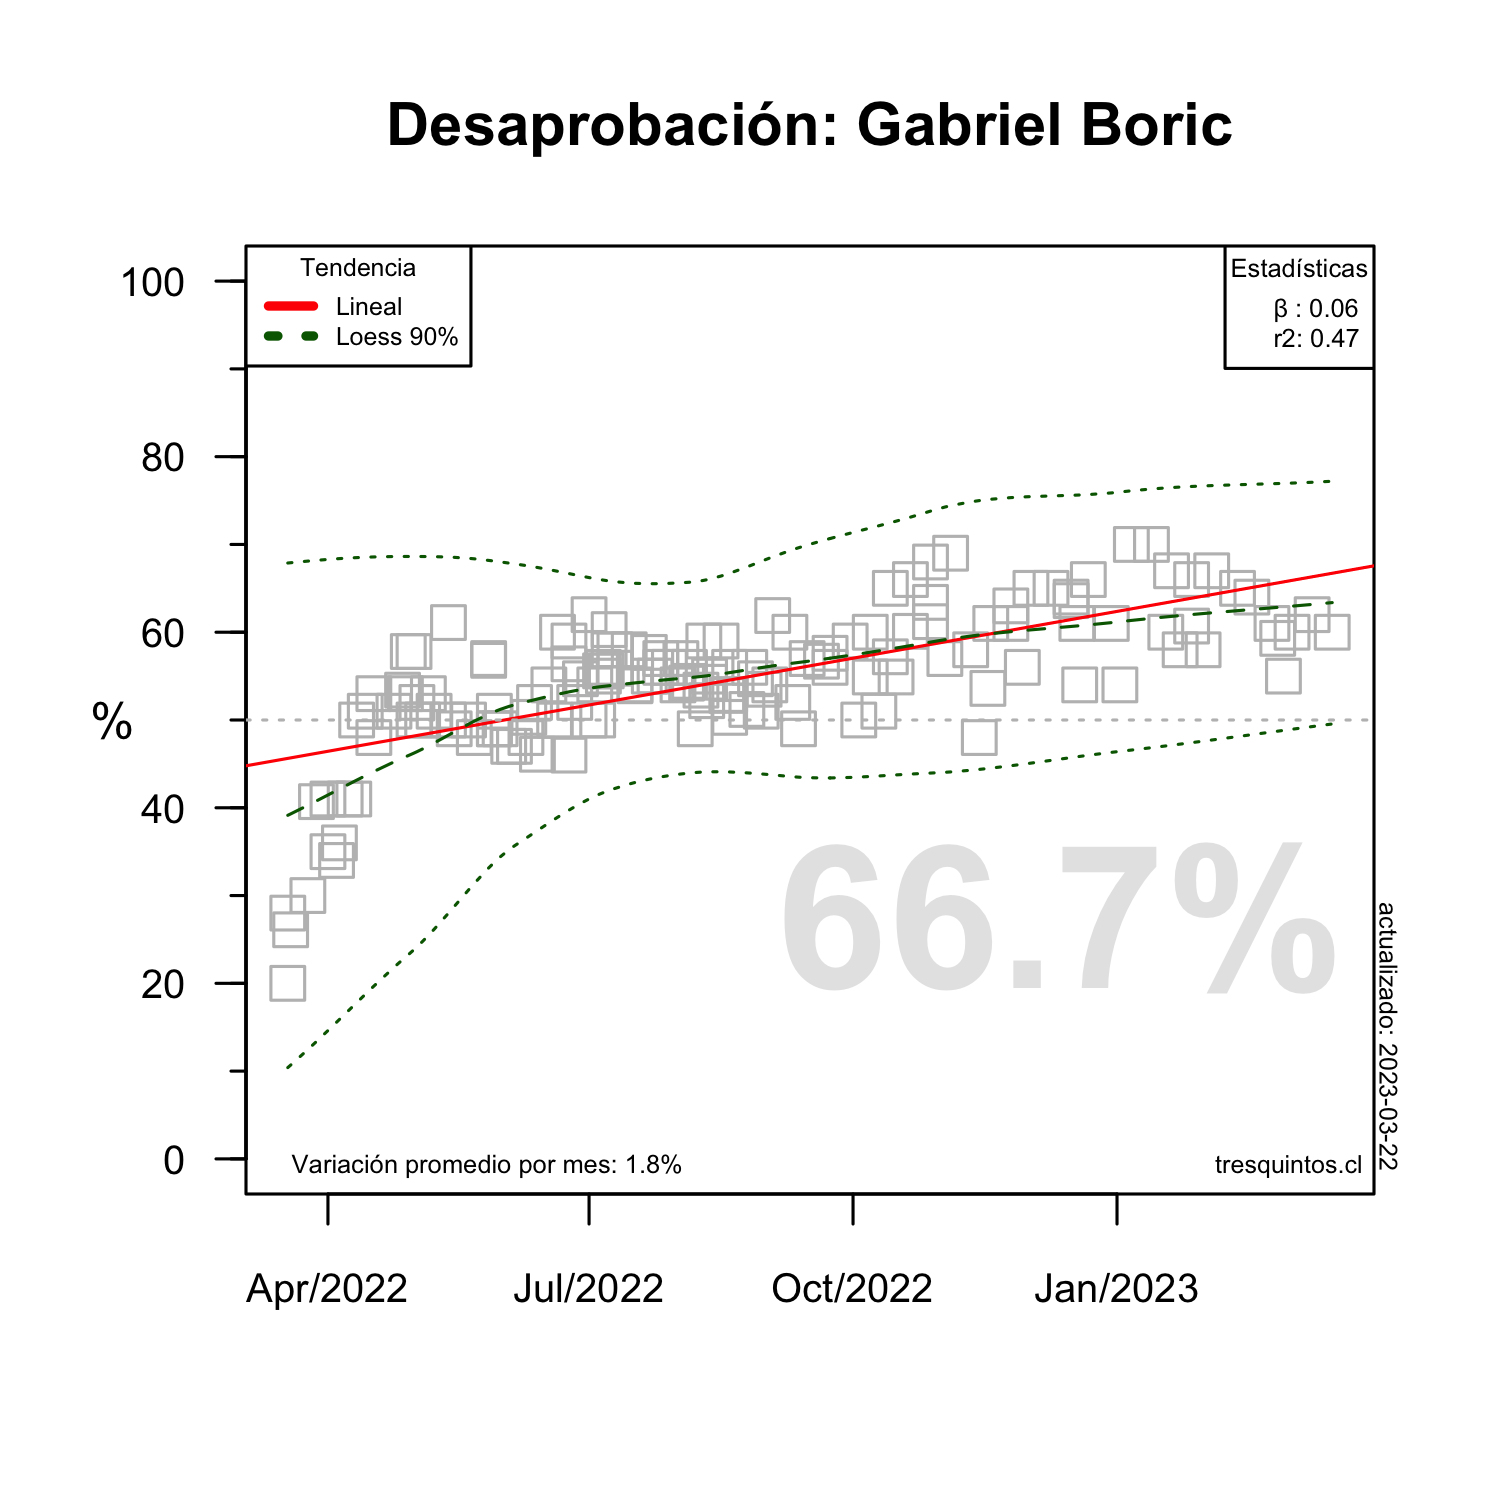 Desaprobación: Gabriel Boric
Tendencia
Lineal
Loess 90%
Estadísticas
β : 0.06
r2: 0.47
100
80
60
40
20
0
%
66.7%
actualizado: 2023-03-22
Variación promedio por mes: 1.8%
tresquintos.cl
Apr/2022
Jul/2022
Oct/2022
Jan/2023